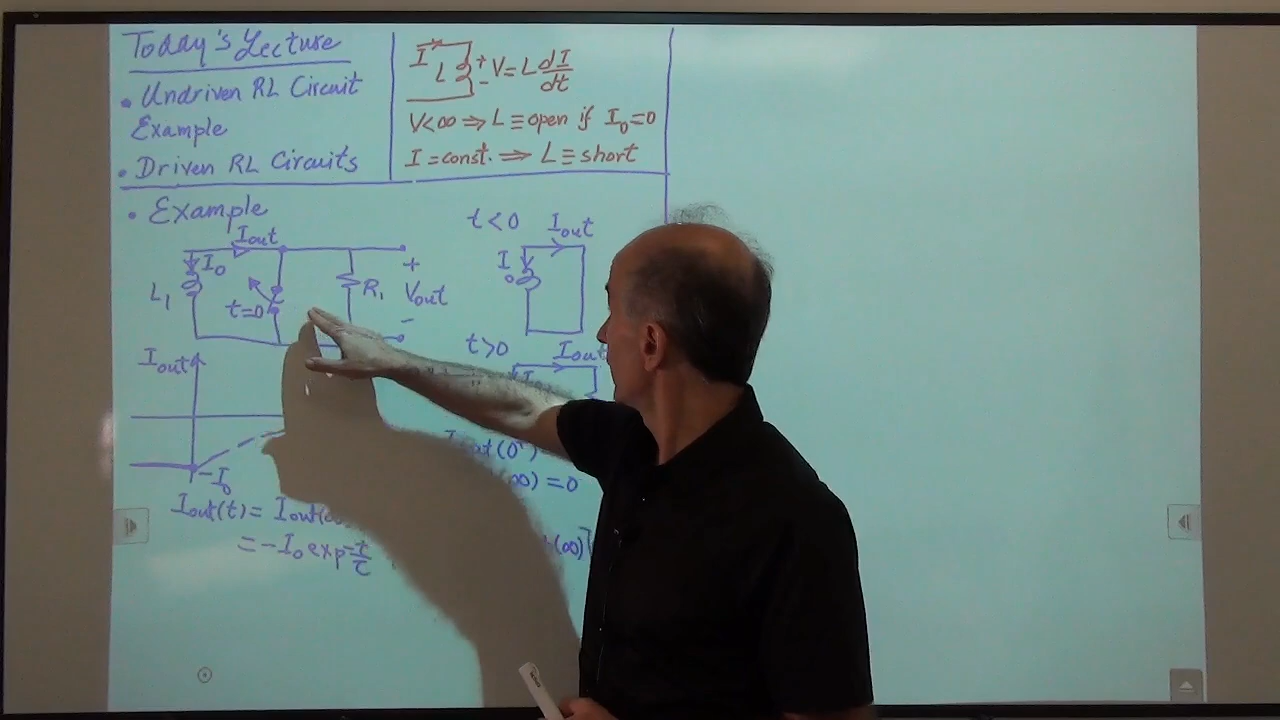 Today's Lecture
• Undriven RL Circuit
Example
• Driven RL Circuits
I L + - V = L dI/dt
V<∞ ⇒ L ≡ open if I₀=0
I = const. ⇒ L ≡ short
• Example
Iout
I₀
L₁
t=0
R₁
+
Vout
-
t<0
Iout
I₀
t>0
Iout
Iout
-I₀
(∞) = 0
Iout(t) =
= -I₀ exp -t/τ